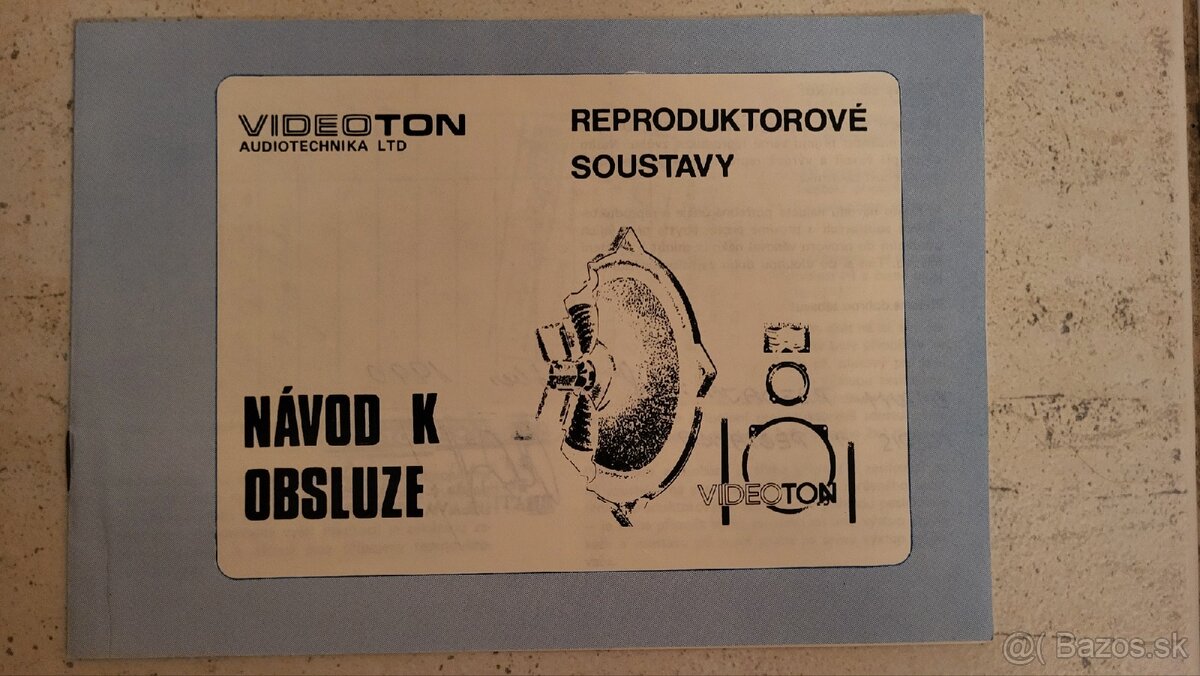 VIDEOTON
AUDIOTECHNIKA LTD
REPRODUKTOROVÉ
SOUSTAVY
NÁVOD K
OBSLUZE
VIDEOTON
@( Bazos.sk